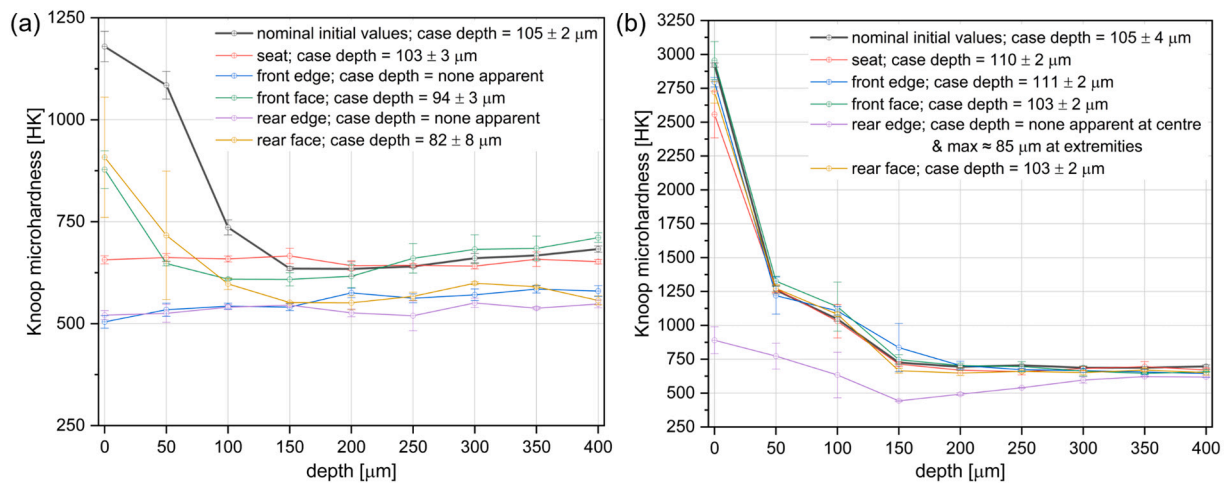 (a)
1250
1000
750
500
250
Knoop microhardness [HK]
nominal initial values; case depth = 105 ± 2 μm
seat; case depth = 103 ± 3 μm
front edge; case depth = none apparent
front face; case depth = 94 ± 3 μm
rear edge; case depth = none apparent
rear face; case depth = 82 ± 8 μm
0 50 100 150 200 250 300 350 400
depth [μm]
(b)
3250
3000
2750
2500
2250
2000
1750
1500
1250
1000
750
500
250
Knoop microhardness [HK]
nominal initial values; case depth = 105 ± 4 μm
seat; case depth = 110 ± 2 μm
front edge; case depth = 111 ± 2 μm
front face; case depth = 103 ± 2 μm
rear edge; case depth = none apparent at centre
& max ≈ 85 μm at extremities
rear face; case depth = 103 ± 2 μm
0 50 100 150 200 250 300 350 400
depth [μm]